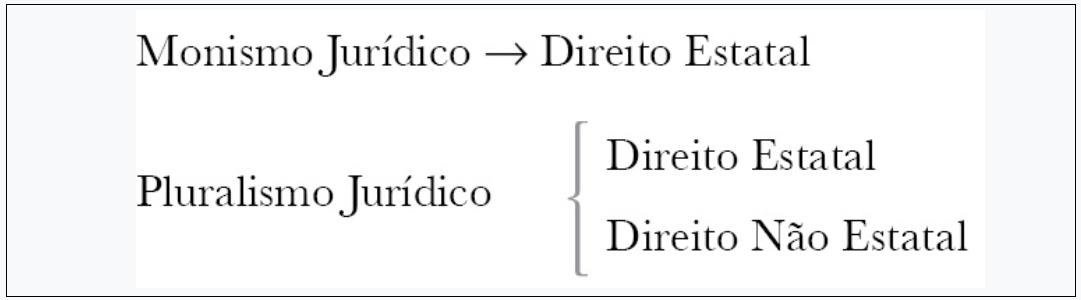 Monismo Jurídico → Direito Estatal
Direito Estatal
Pluralismo Jurídico
Direito Não Estatal